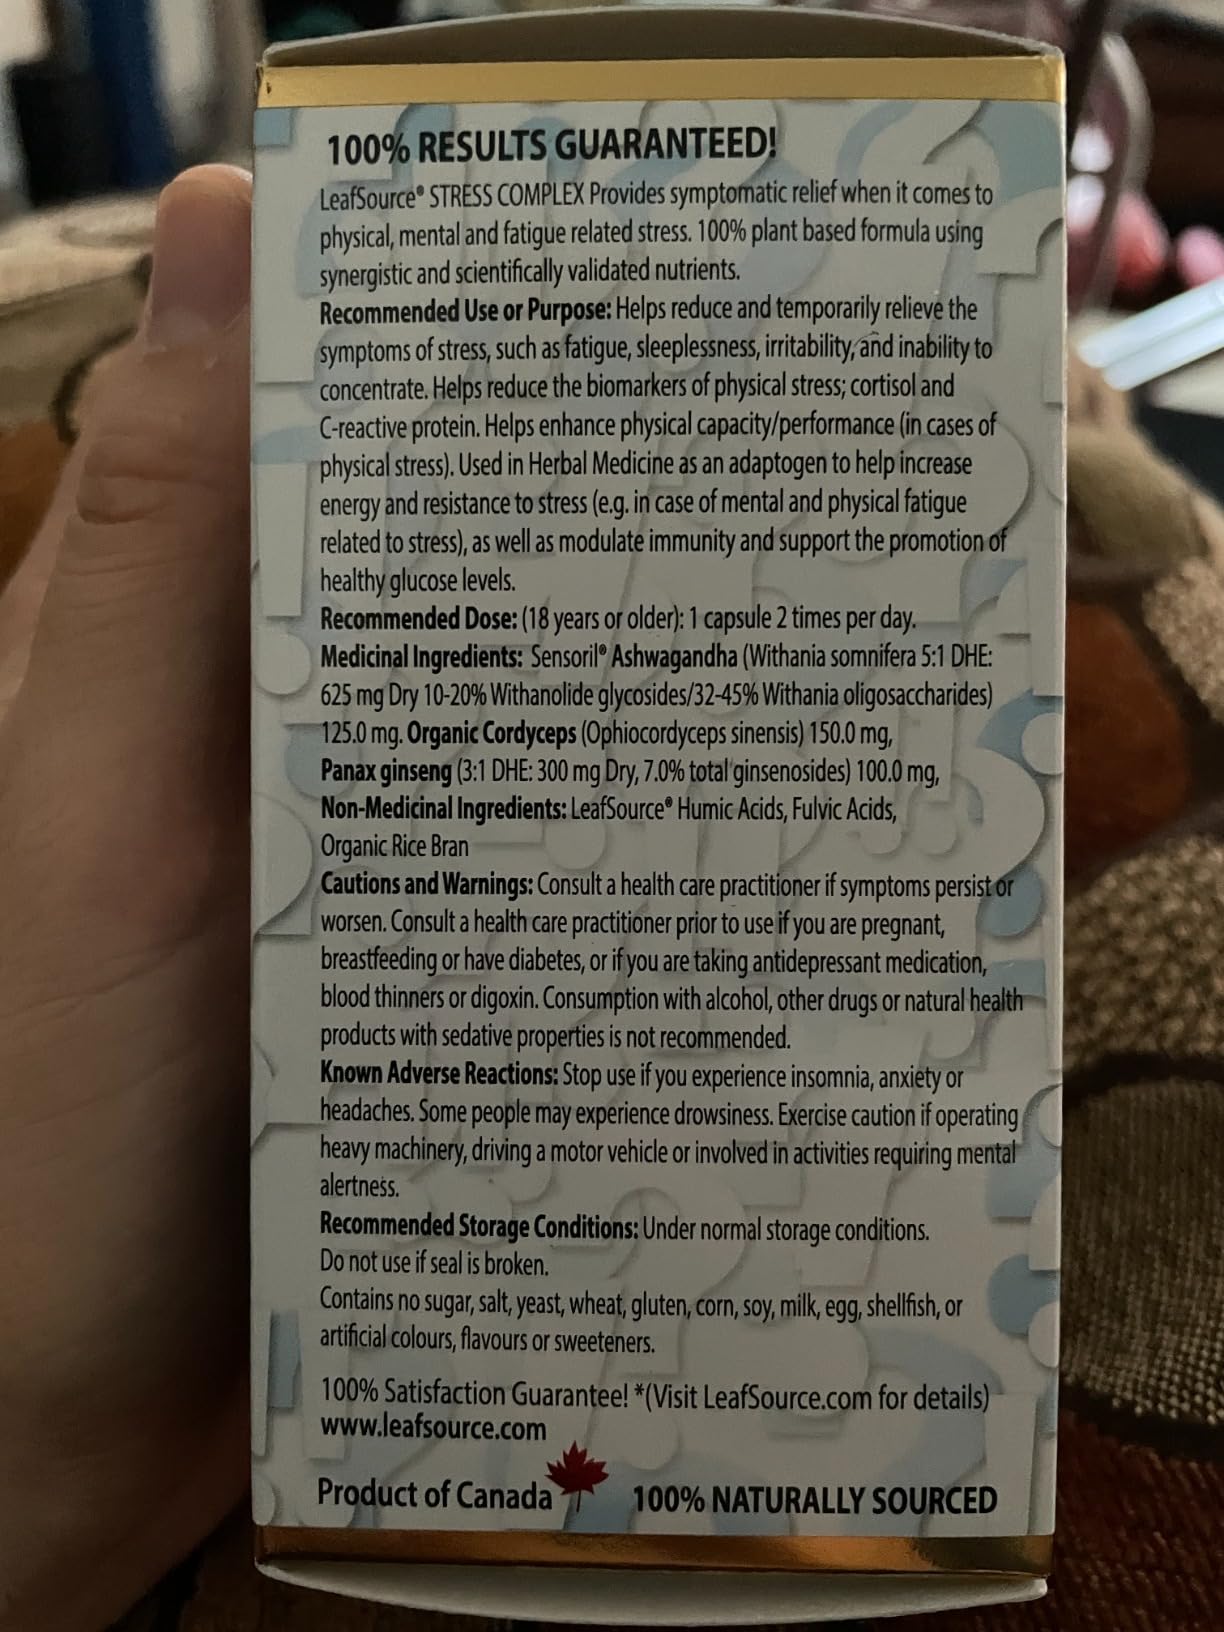 100% RESULTS GUARANTEED!
LeafSource® STRESS COMPLEX Provides symptomatic relief when it comes to
physical, mental and fatigue related stress. 100% plant based formula using
synergistic and scientifically validated nutrients.
Recommended Use or Purpose: Helps reduce and temporarily relieve the
symptoms of stress, such as fatigue, sleeplessness, irritability, and inability to
concentrate. Helps reduce the biomarkers of physical stress; cortisol and
C-reactive protein. Helps enhance physical capacity/performance (in cases of
physical stress). Used in Herbal Medicine as an adaptogen to help increase
energy and resistance to stress (e.g. in case of mental and physical fatigue
related to stress), as well as modulate immunity and support the promotion of
healthy glucose levels.
Recommended Dose: (18 years or older): 1 capsule 2 times per day.
Medicinal Ingredients: Sensoril® Ashwagandha (Withania somnifera 5:1 DHE:
625 mg Dry 10-20% Withanolide glycosides/32-45% Withania oligosaccharides)
125.0 mg. Organic Cordyceps (Ophiocordyceps sinensis) 150.0 mg,
Panax ginseng (3:1 DHE: 300 mg Dry, 7.0% total ginsenosides) 100.0 mg,
Non-Medicinal Ingredients: LeafSource® Humic Acids, Fulvic Acids,
Organic Rice Bran
Cautions and Warnings: Consult a health care practitioner if symptoms persist or
worsen. Consult a health care practitioner prior to use if you are pregnant,
breastfeeding or have diabetes, or if you are taking antidepressant medication,
blood thinners or digoxin. Consumption with alcohol, other drugs or natural health
products with sedative properties is not recommended.
Known Adverse Reactions: Stop use if you experience insomnia, anxiety or
headaches. Some people may experience drowsiness. Exercise caution if operating
heavy machinery, driving a motor vehicle or involved in activities requiring mental
alertness.
Recommended Storage Conditions: Under normal storage conditions.
Do not use if seal is broken.
Contains no sugar, salt, yeast, wheat, gluten, corn, soy, milk, egg, shellfish, or
artificial colours, flavours or sweeteners.
100% Satisfaction Guarantee! *(Visit LeafSource.com for details)
www.leafsource.com
Product of Canada 100% NATURALLY SOURCED